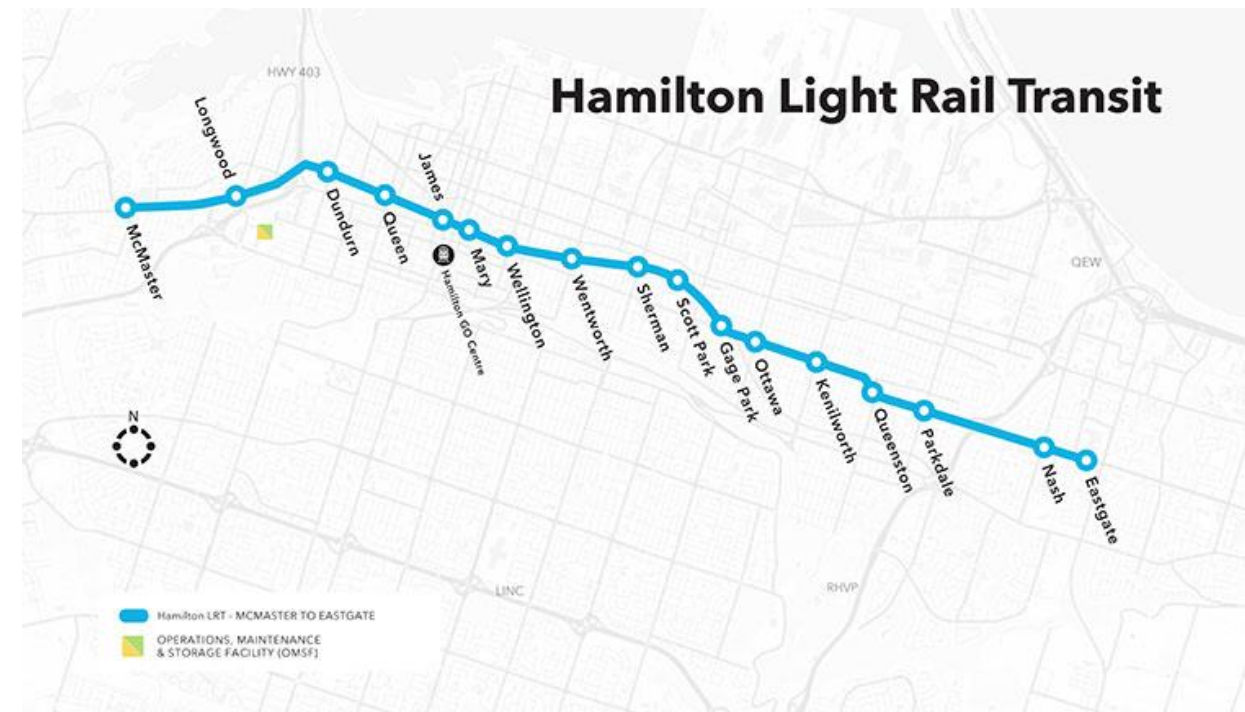 Hamilton Light Rail Transit
HWY 403
Longwood
McMaster
Dundurn
Queen
James
Mary
Hamilton GO Centre
Wellington
Wentworth
Sherman
Scott Park
Gage Park
Ottawa
Kenilworth
Queenston
Parkdale
Nash
Eastgate
QEW
N
LINC
RHVP
Hamilton LRT - MCMASTER TO EASTGATE
OPERATIONS, MAINTENANCE
& STORAGE FACILITY (OMSF)